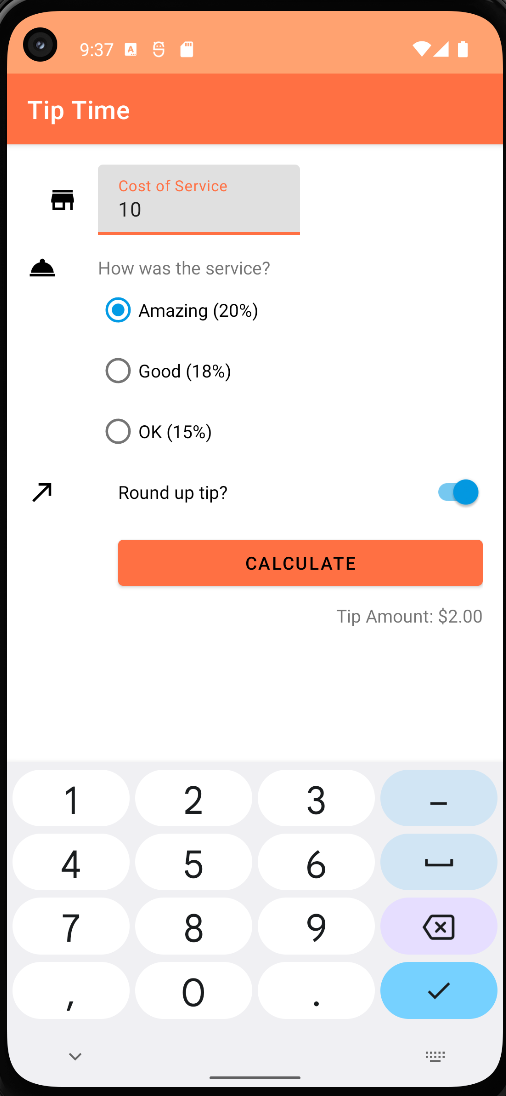 9:37
Tip Time
Cost of Service
10
How was the service?
Amazing (20%)
Good (18%)
OK (15%)
Round up tip?
CALCULATE
Tip Amount: $2.00
1 2 3 –
4 5 6
7 8 9
, 0 .